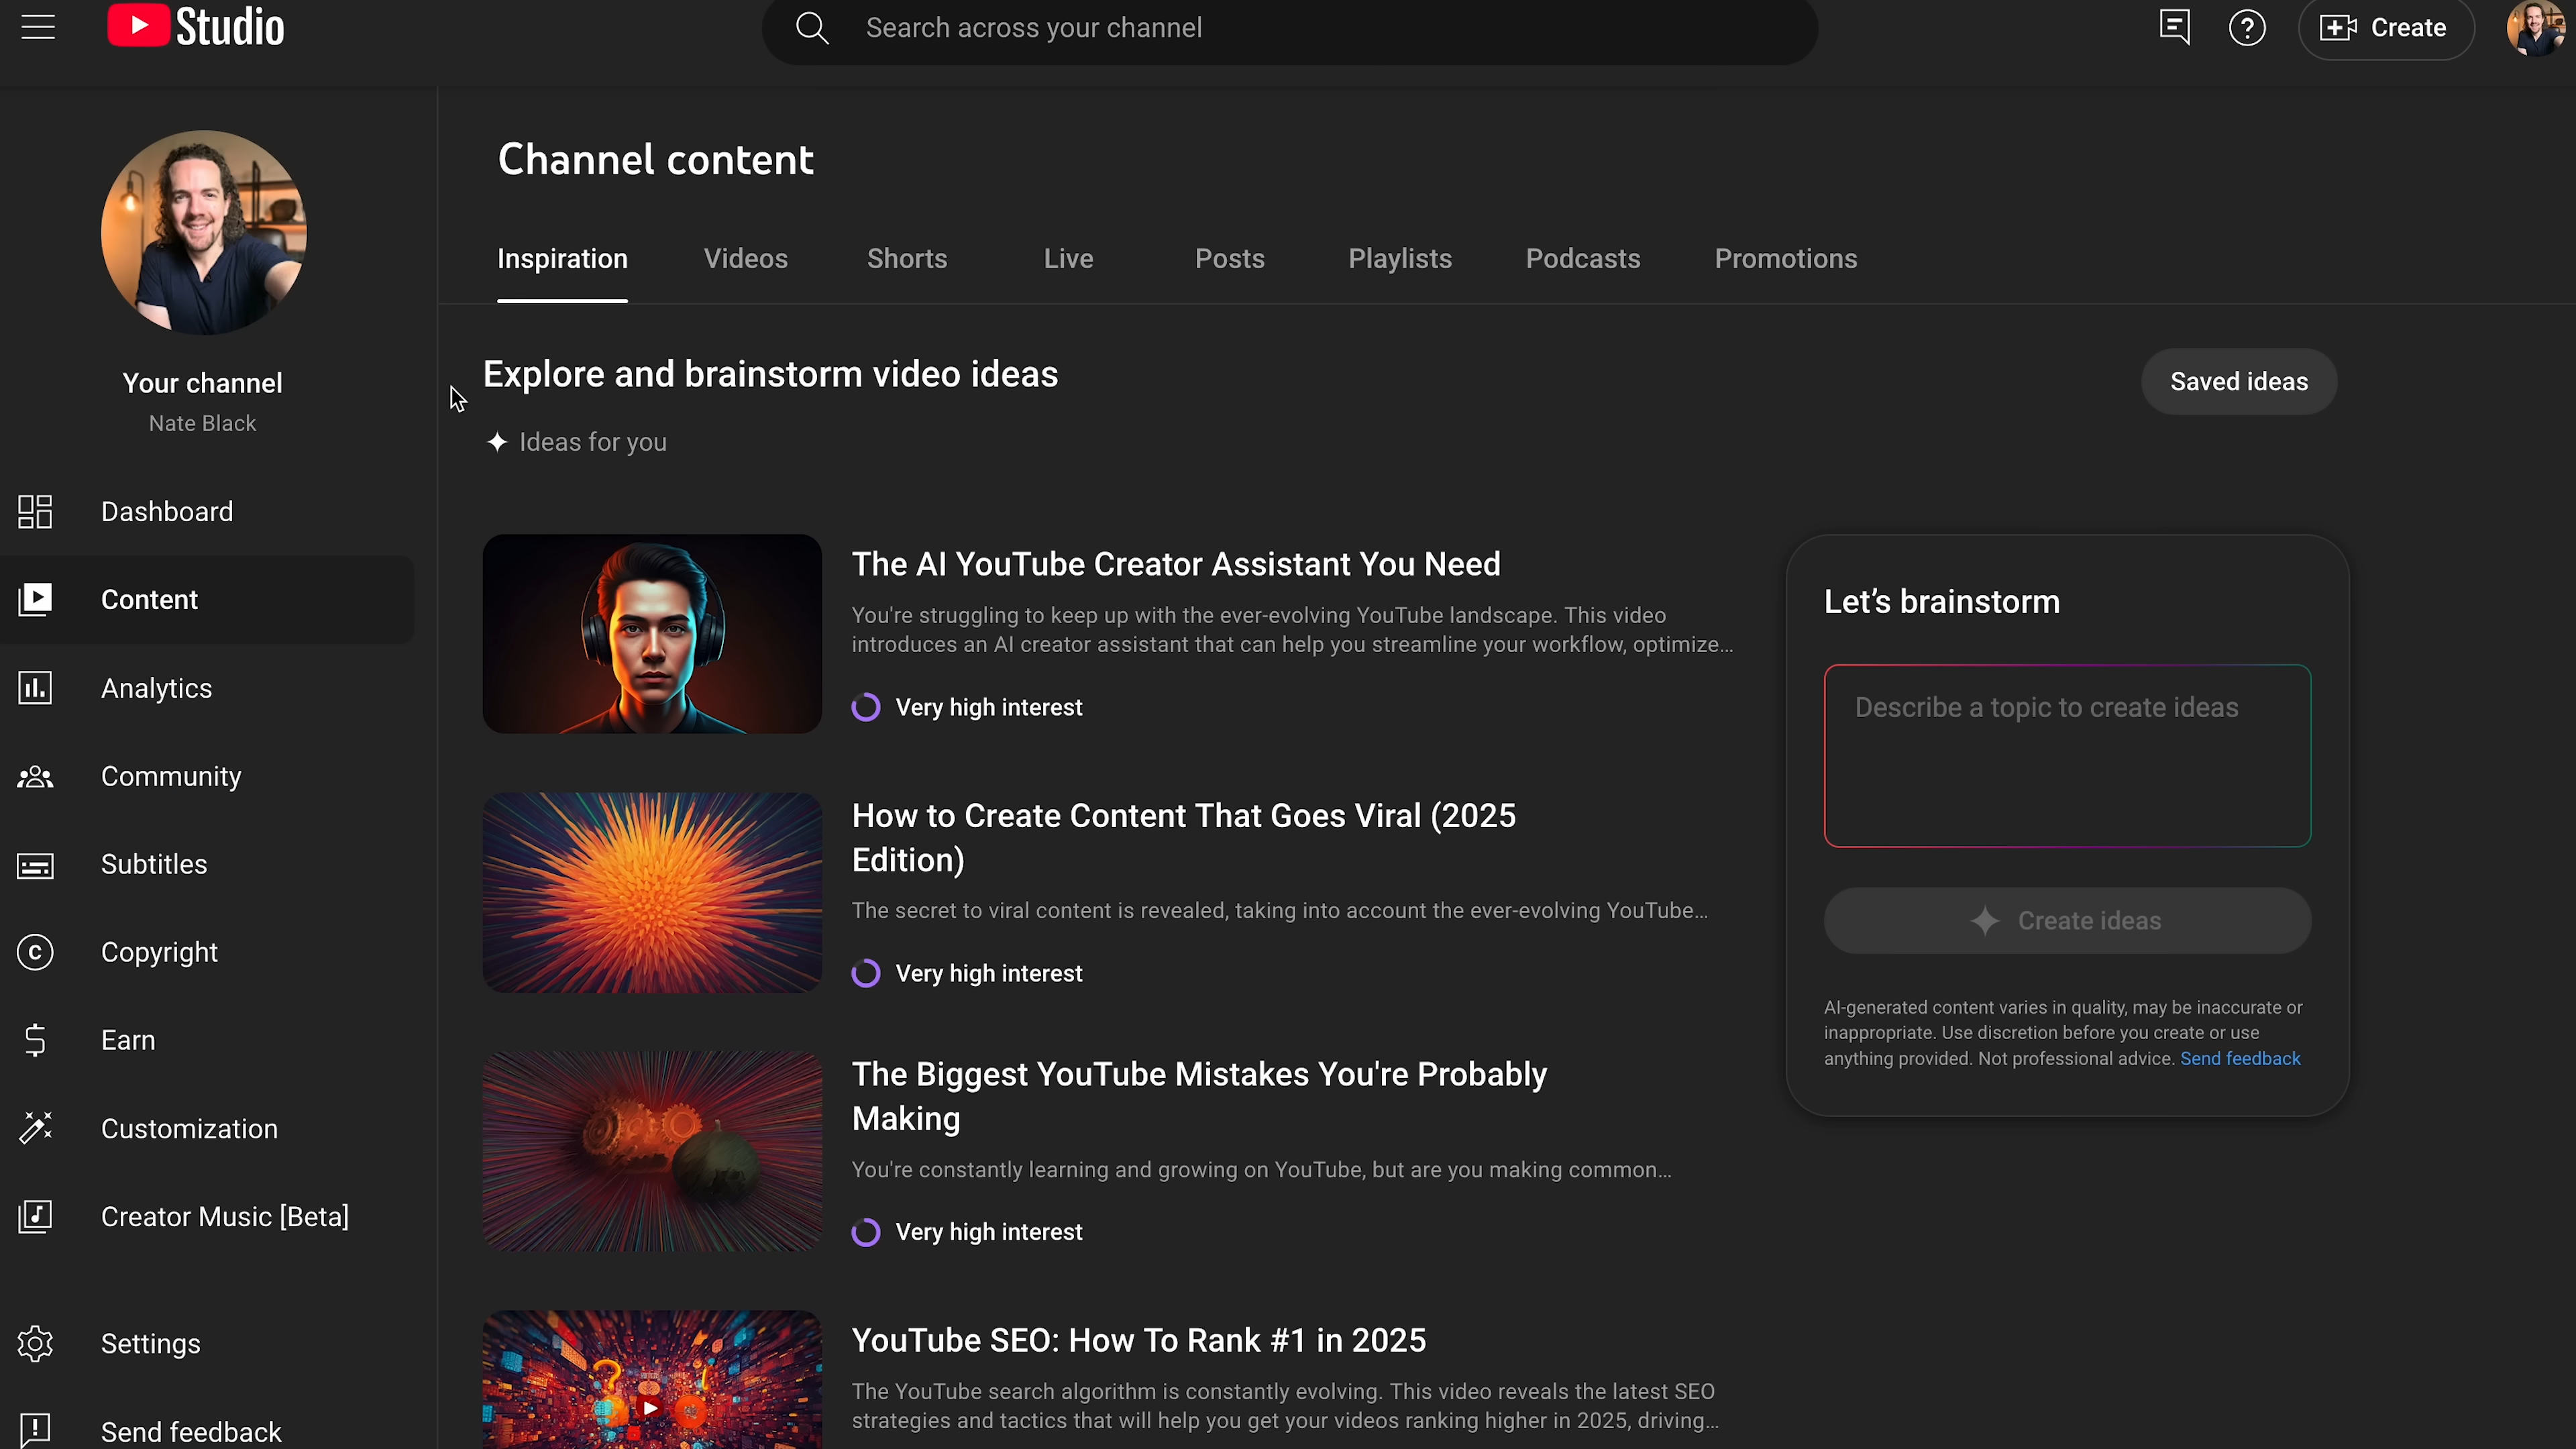 Studio
Search across your channel
Create
Your channel
Nate Black
Dashboard
Content
Analytics
Community
Subtitles
Copyright
Earn
Customization
Creator Music [Beta]
Settings
Send feedback
Channel content
Inspiration
Videos
Shorts
Live
Posts
Playlists
Podcasts
Promotions
Explore and brainstorm video ideas
Saved ideas
Ideas for you
The AI YouTube Creator Assistant You Need
You're struggling to keep up with the ever-evolving YouTube landscape. This video
introduces an AI creator assistant that can help you streamline your workflow, optimize...
Very high interest
How to Create Content That Goes Viral (2025
Edition)
The secret to viral content is revealed, taking into account the ever-evolving YouTube...
Very high interest
The Biggest YouTube Mistakes You're Probably
Making
You're constantly learning and growing on YouTube, but are you making common...
Very high interest
YouTube SEO: How To Rank #1 in 2025
The YouTube search algorithm is constantly evolving. This video reveals the latest SEO
strategies and tactics that will help you get your videos ranking higher in 2025, driving...
Let's brainstorm
Describe a topic to create ideas
Create ideas
AI-generated content varies in quality, may be inaccurate or
inappropriate. Use discretion before you create or use
anything provided. Not professional advice. Send feedback